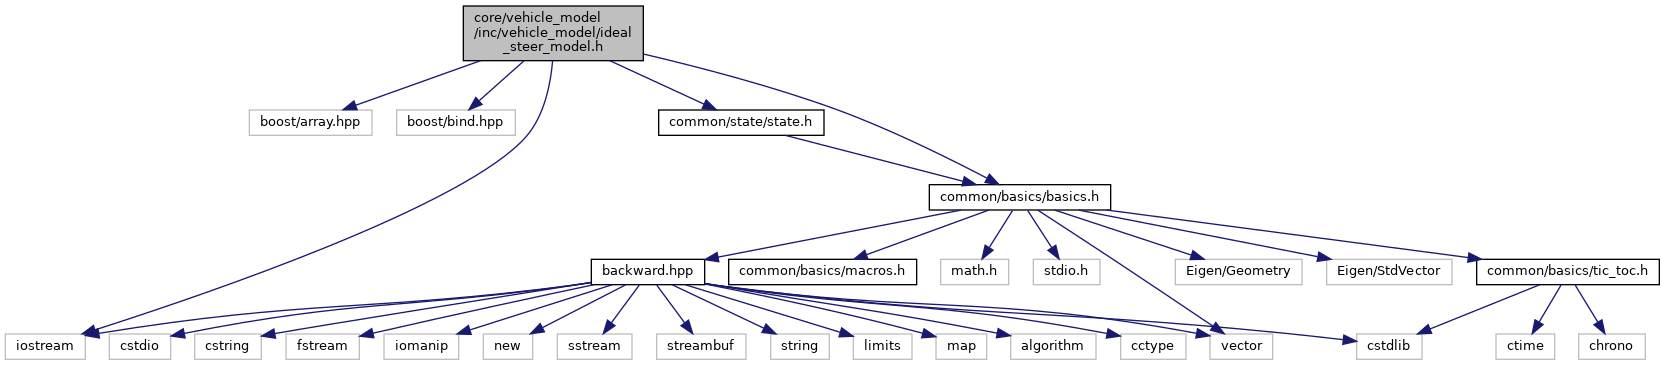 core/vehicle_model
/inc/vehicle_model/ideal
_steer_model.h
boost/array.hpp
boost/bind.hpp
common/state/state.h
common/basics/basics.h
backward.hpp
common/basics/macros.h
math.h
stdio.h
Eigen/Geometry
Eigen/StdVector
common/basics/tic_toc.h
iostream
cstdio
cstring
fstream
iomanip
new
sstream
streambuf
string
limits
map
algorithm
cctype
vector
cstdlib
ctime
chrono